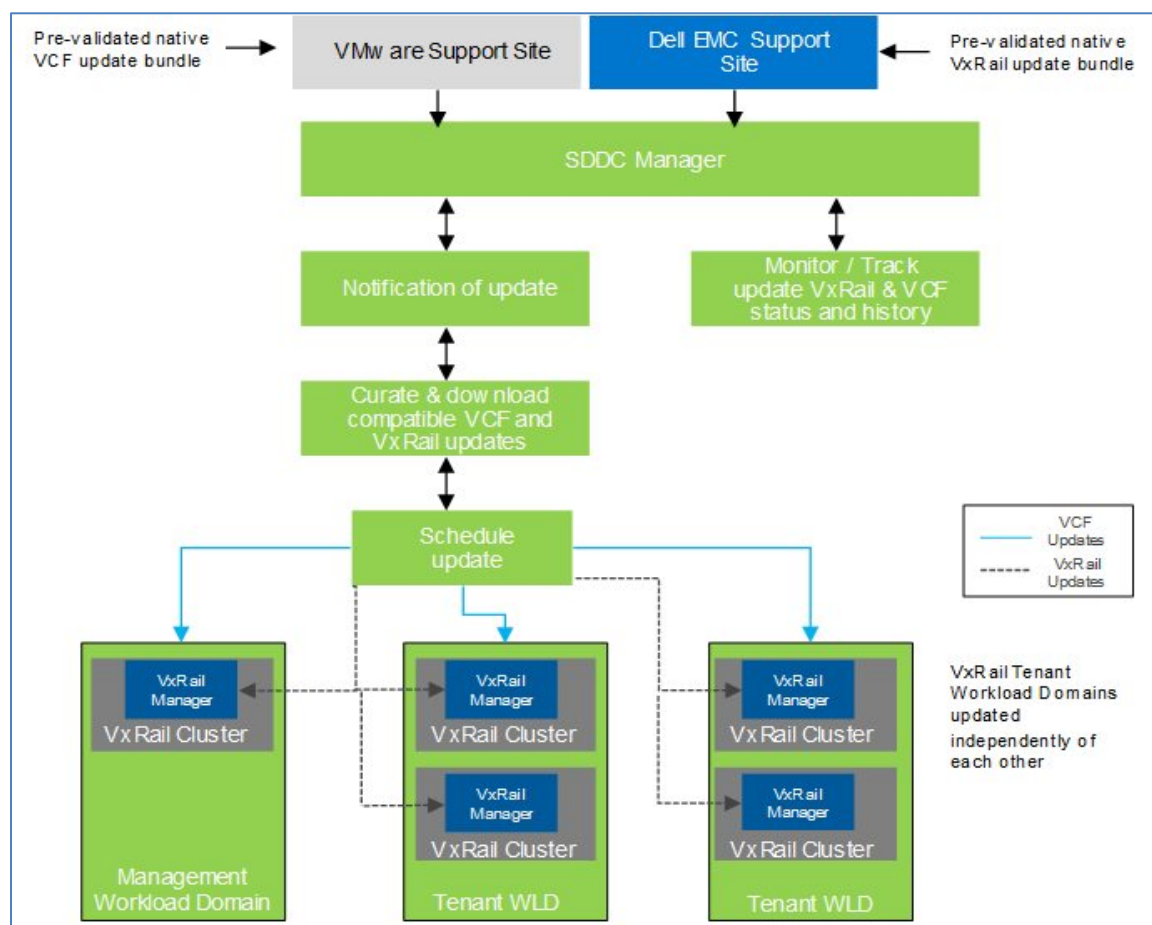 Pre-validated native
VCF update bundle
VMw are Support Site
Dell EMC Support
Site
Pre-validated native
VxRail update bundle
SDDC Manager
Notification of update
Monitor / Track
update VxRail & VCF
status and history
Curate & dow nload
compatible VCF and
VxRail updates
Schedule
update
VCF
Updates
VxRail
Updates
VxRail
Manager
VxRail Cluster
VxRail
Manager
VxRail Cluster
VxRail
Manager
VxRail Cluster
VxRail Tenant
Workload Domains
updated
independently of
each other
VxRail
Manager
VxRail Cluster
VxRail
Manager
VxRail Cluster
Management
Workload Domain
Tenant WLD
Tenant WLD